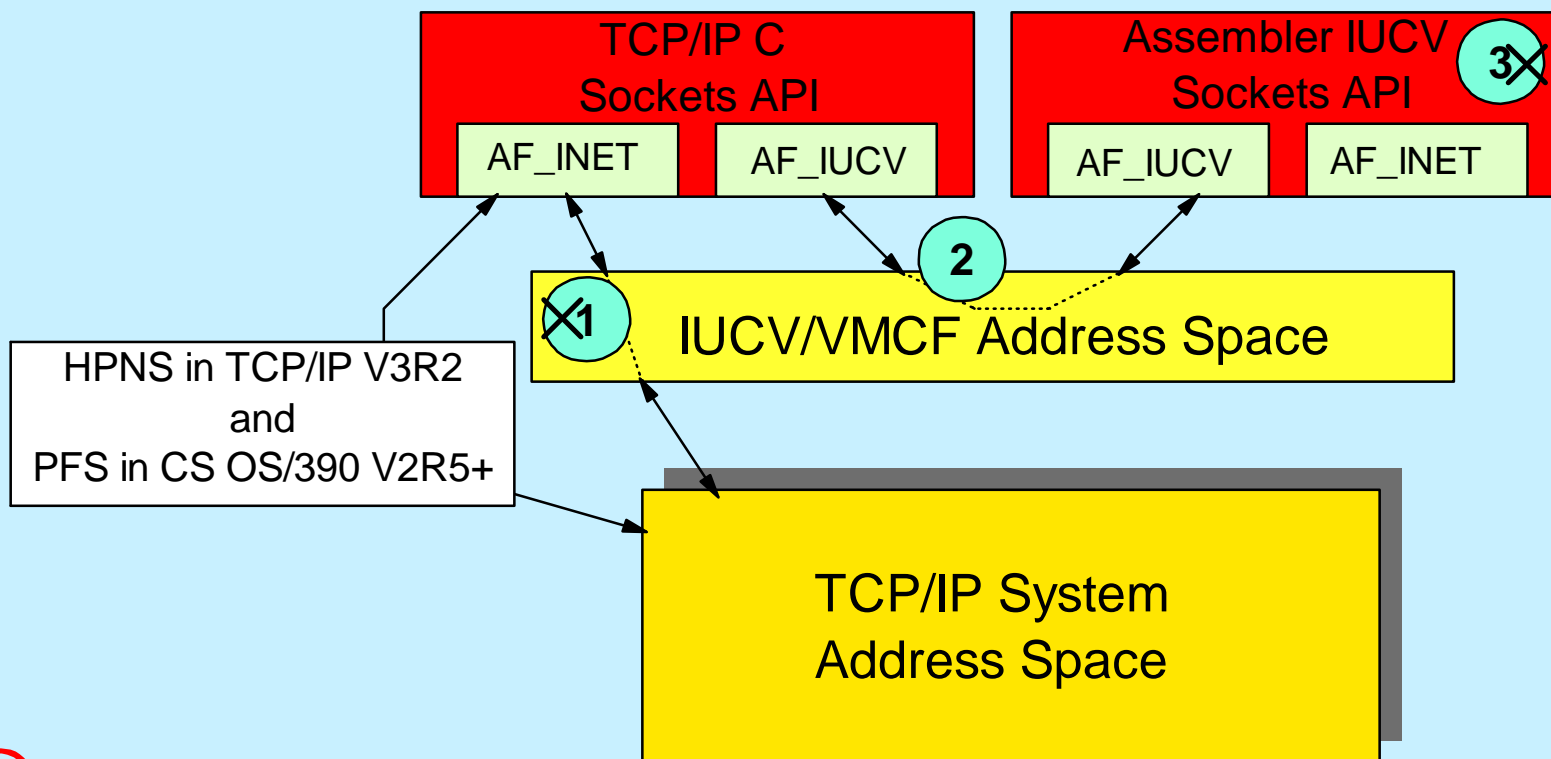 TCP/IP C
Sockets API
AF_INET
AF_IUCV
Assembler IUCV
Sockets API
3
AF_IUCV
AF_INET
2
1
IUCV/VMCF Address Space
HPNS in TCP/IP V3R2
and
PFS in CS OS/390 V2R5+
TCP/IP System
Address Space